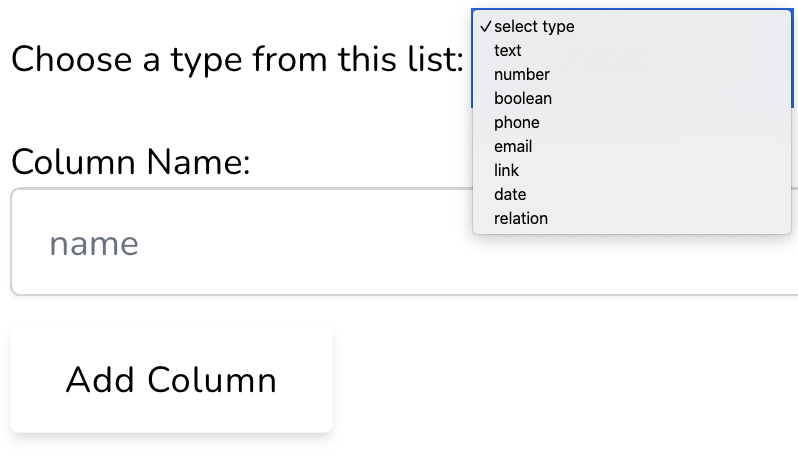 Choose a type from this list:
✓ select type
text
number
boolean
phone
email
link
date
relation
Column Name:
name
Add Column